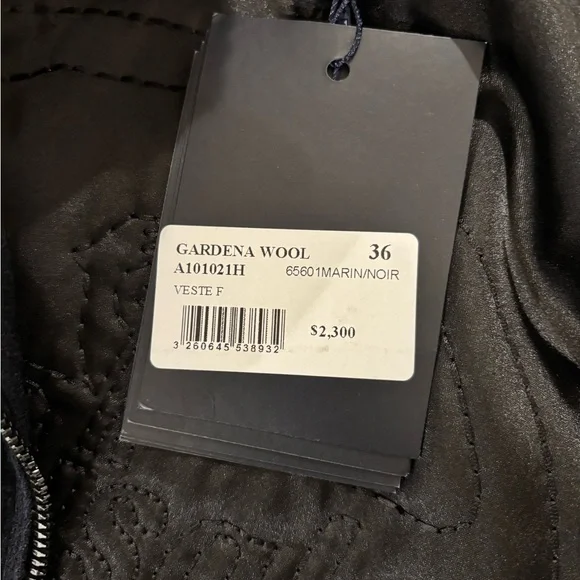 GARDENA WOOL 36
A101021H 65601MARIN/NOIR
VESTE F
$2,300
3 260645 538932